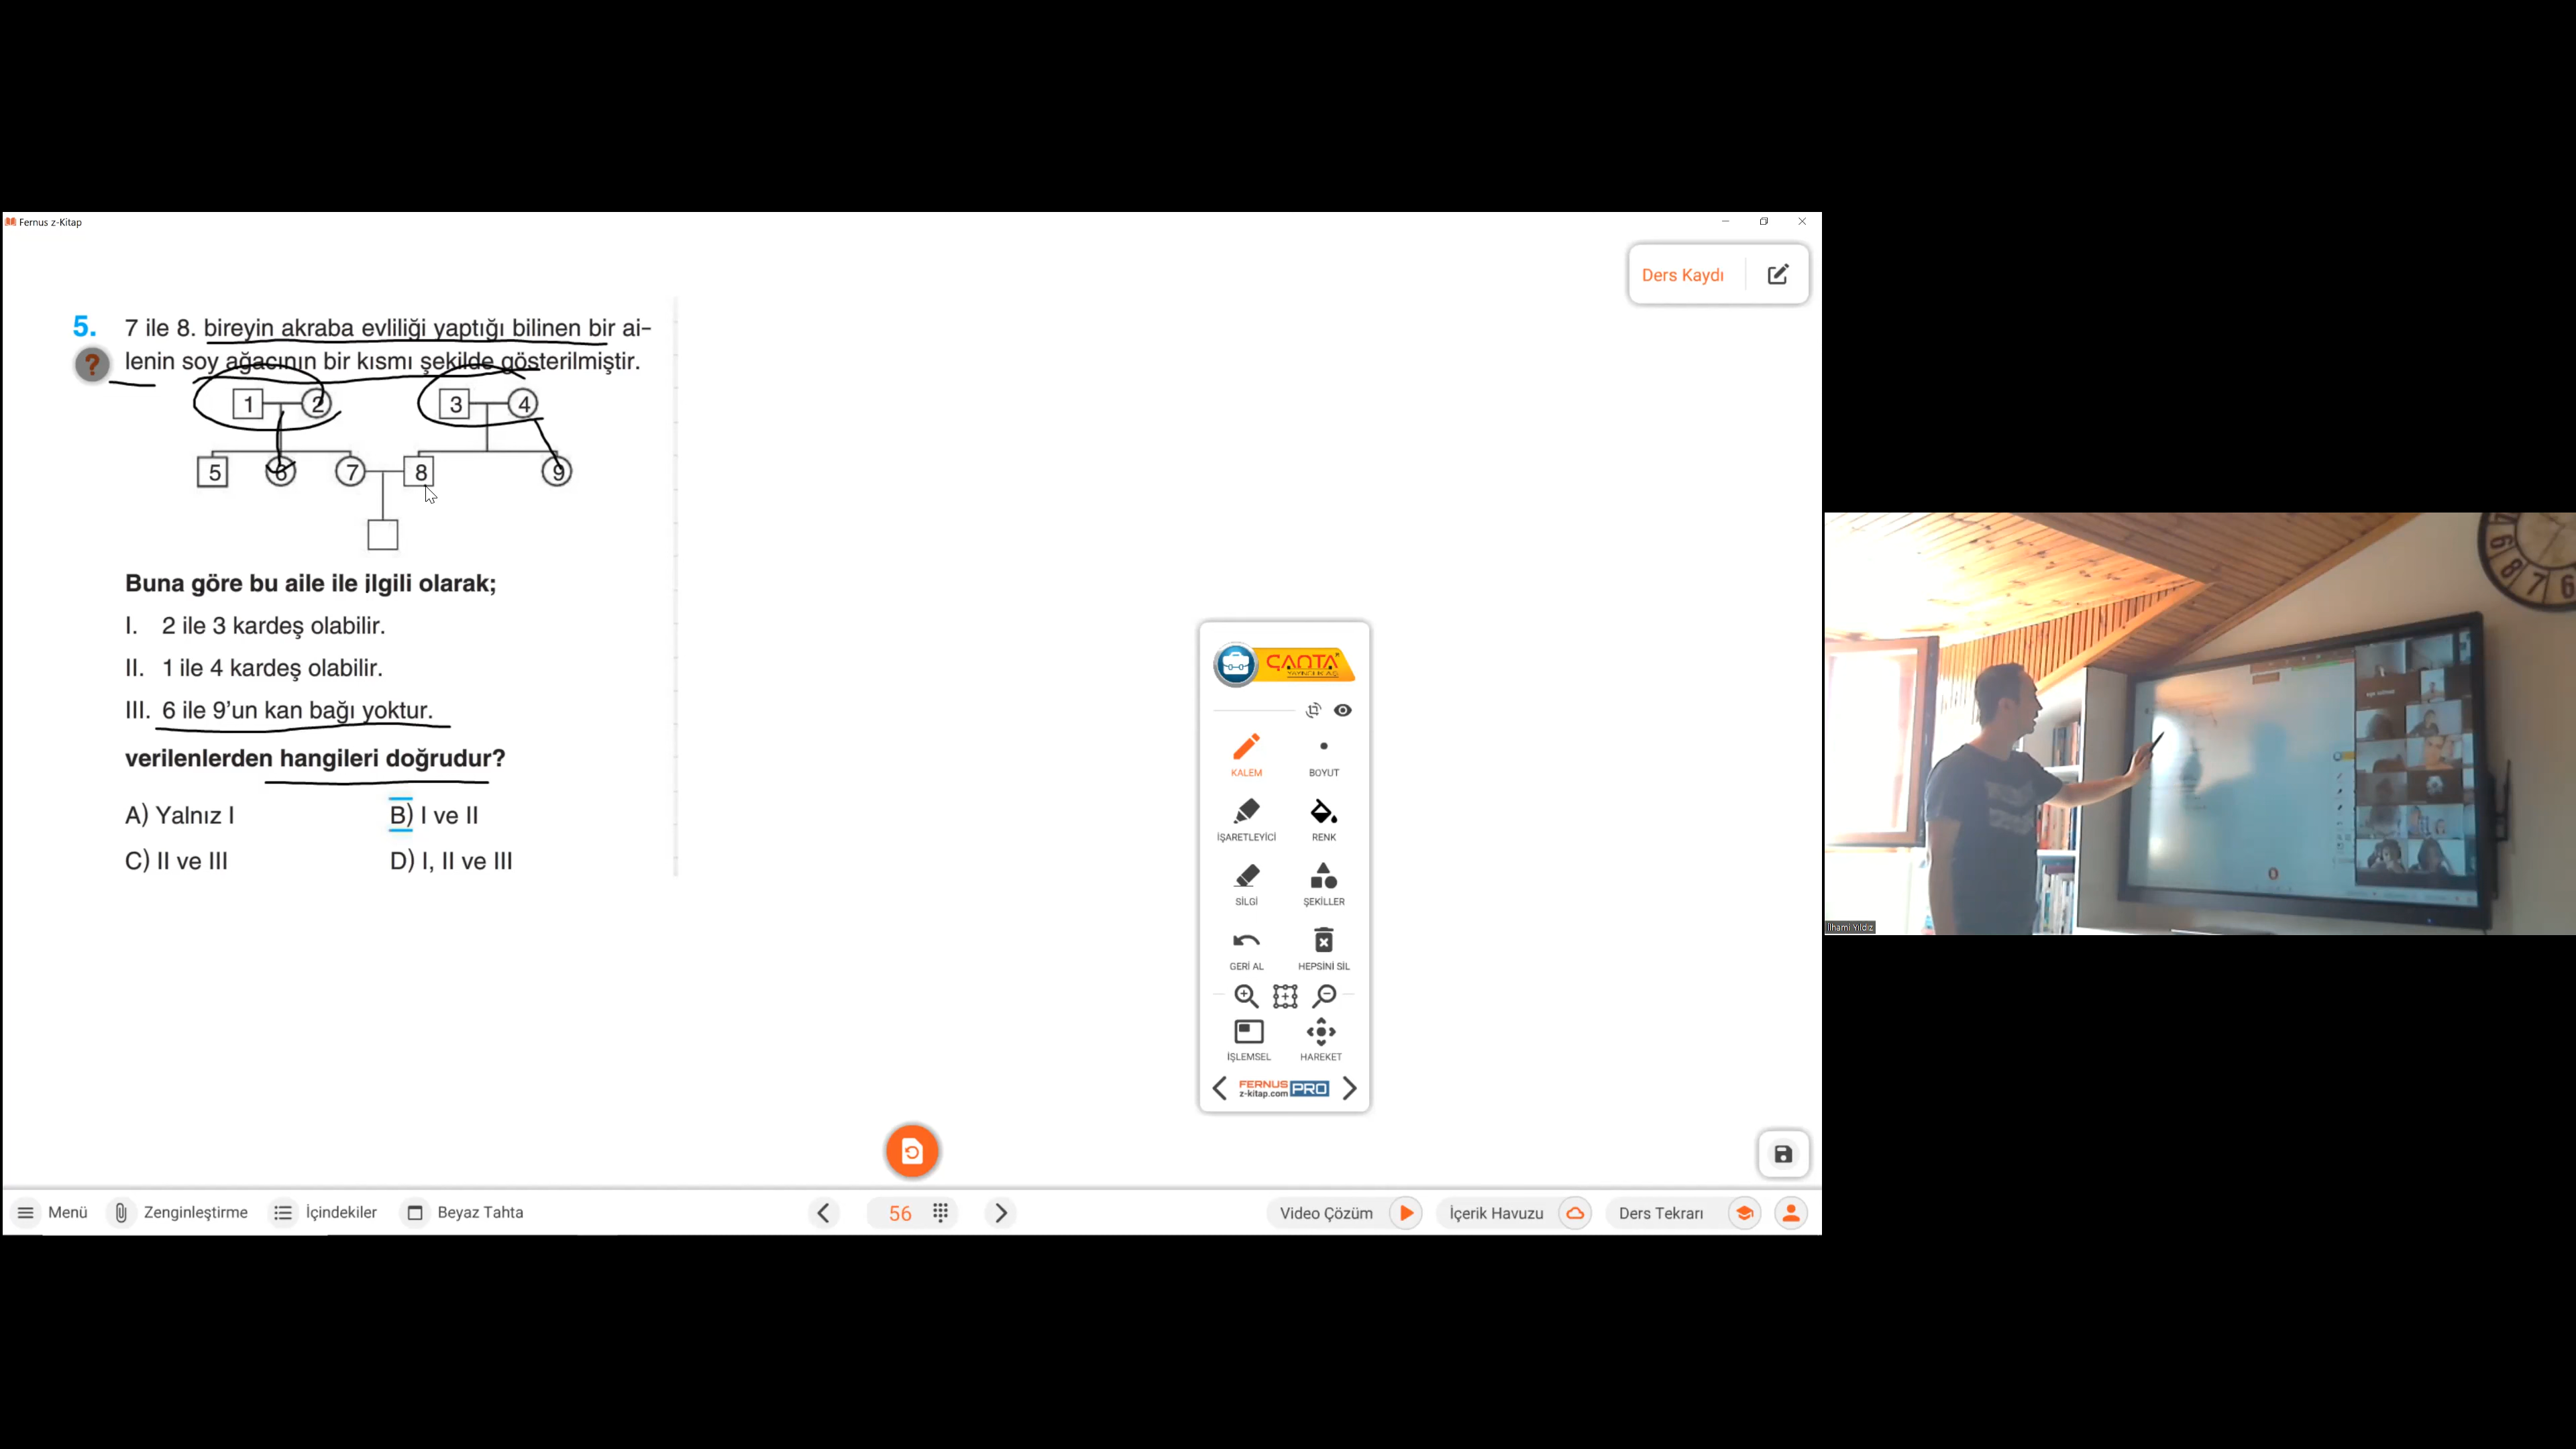 Fernus z-Kitap
Ders Kaydı
5. 7 ile 8. bireyin akraba evliliği yaptığı bilinen bir ai-
? lenin soy ağacının bir kısmı şekilde gösterilmiştir.
1 2 3 4
5 6 7 8 9
Buna göre bu aile ile ilgili olarak;
I. 2 ile 3 kardeş olabilir.
II. 1 ile 4 kardeş olabilir.
III. 6 ile 9'un kan bağı yoktur.
verilenlerden hangileri doğrudur?
A) Yalnız I B) I ve II
C) II ve III D) I, II ve III
ÇANTA
KALEM BOYUT
İŞARETLEYİCİ RENK
SİLGİ ŞEKİLLER
GERİ AL HEPSİNİ SİL
İŞLEMSEL HAREKET
FERNUS PRO
z-kitap.com
Menü Zenginleştirme İçindekiler Beyaz Tahta 56 Video Çözüm İçerik Havuzu Ders Tekrarı
İlhami Yıldız
8 7 6